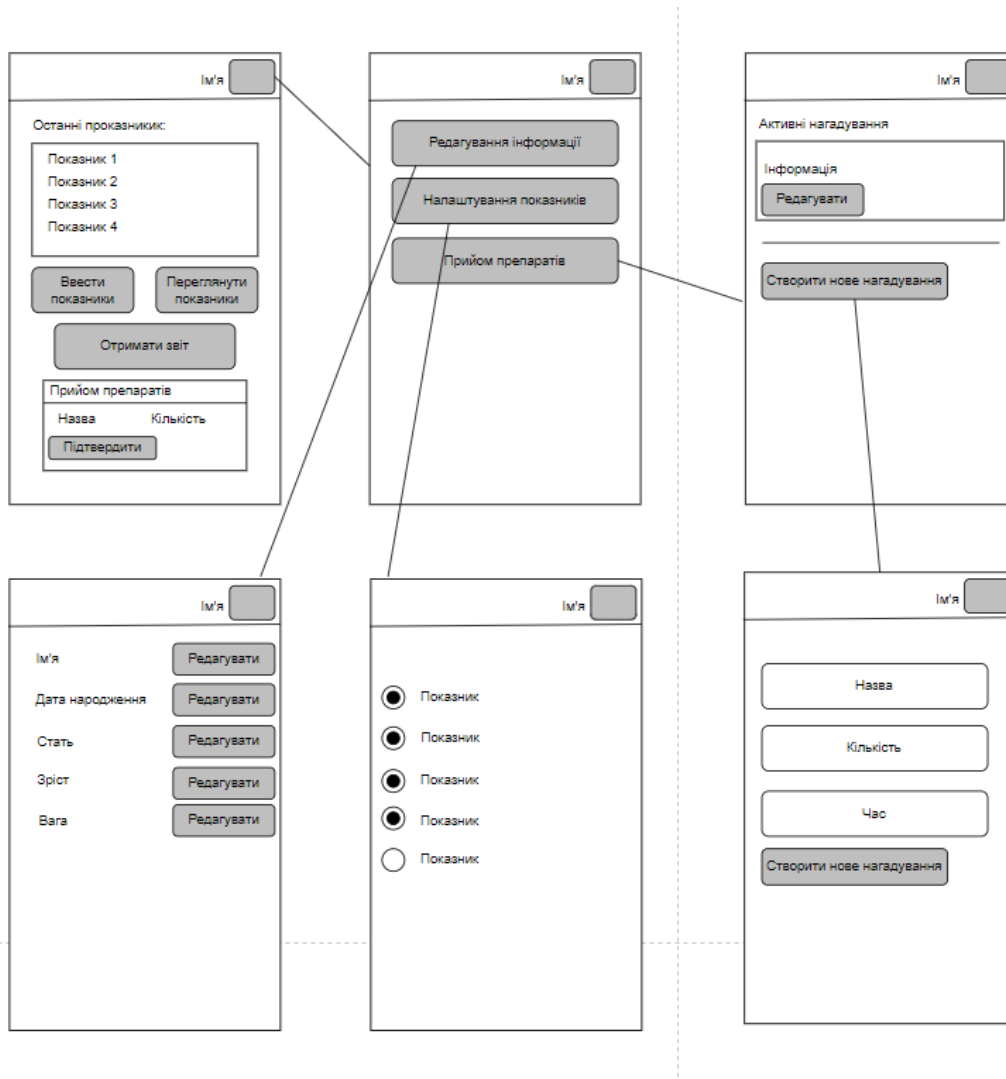 Ім'я
Останні проказникик:
Показник 1
Показник 2
Показник 3
Показник 4
Ввести
показники
Переглянути
показники
Отримати звіт
Прийом препаратів
Назва Кількість
Підтвердити
Ім'я
Редагування інформації
Налаштування показників
Прийом препаратів
Ім'я
Активні нагадування
Інформація
Редагувати
Створити нове нагадування
Ім'я
Ім'я Редагувати
Дата народження Редагувати
Стать Редагувати
Зріст Редагувати
Вага Редагувати
Ім'я
Показник
Показник
Показник
Показник
Показник
Ім'я
Назва
Кількість
Час
Створити нове нагадування